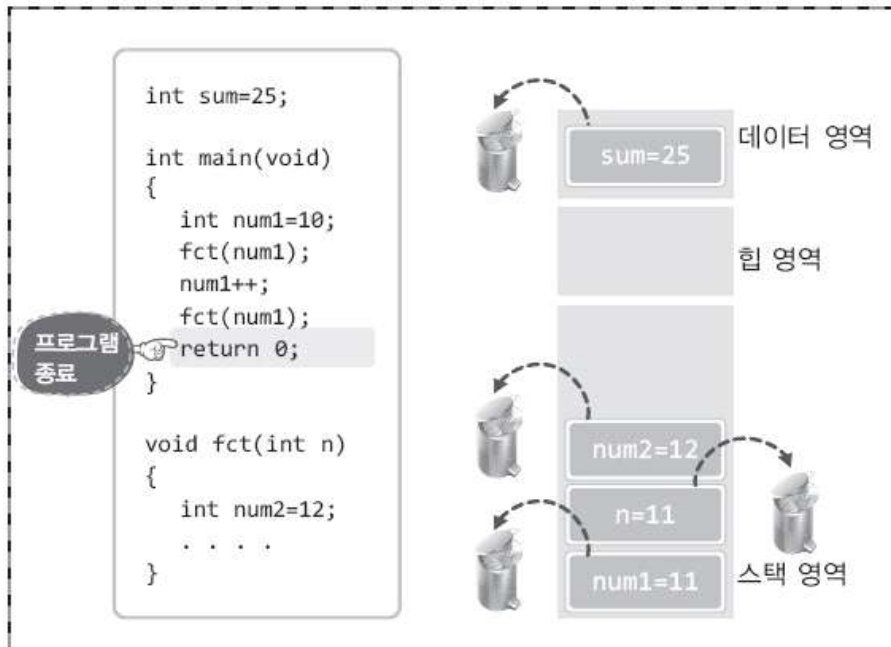 int sum=25;
int main(void)
{
int num1=10;
fct(num1);
num1++;
fct(num1);
return 0;
}
void fct(int n)
{
int num2=12;
. . . .
}
프로그램
종료
sum=25
데이터 영역
힙 영역
num2=12
n=11
num1=11
스택 영역